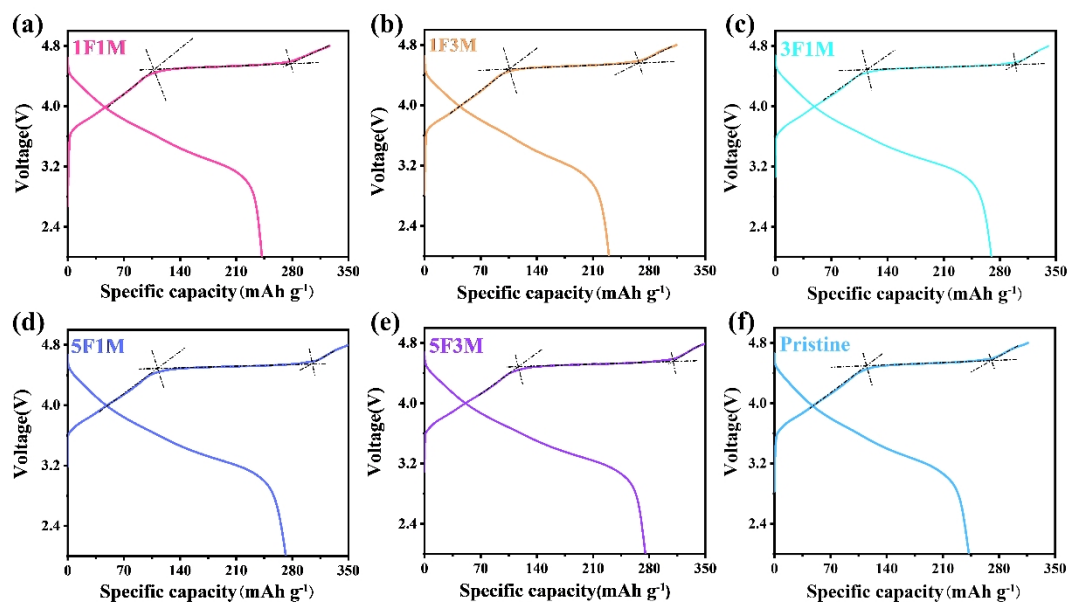 (a) 1F1M
4.8
4.0
3.2
2.4
Voltage(V)
0 70 140 210 280 350
Specific capacity(mAh g⁻¹)
(b) 1F3M
4.8
4.0
3.2
2.4
Voltage(V)
0 70 140 210 280 350
Specific capacity(mAh g⁻¹)
(c) 3F1M
4.8
4.0
3.2
2.4
Voltage(V)
0 70 140 210 280 350
Specific capacity(mAh g⁻¹)
(d) 5F1M
4.8
4.0
3.2
2.4
Voltage(V)
0 70 140 210 280 350
Specific capacity(mAh g⁻¹)
(e) 5F3M
4.8
4.0
3.2
2.4
Voltage(V)
0 70 140 210 280 350
Specific capacity(mAh g⁻¹)
(f) Pristine
4.8
4.0
3.2
2.4
Voltage(V)
0 70 140 210 280 350
Specific capacity(mAh g⁻¹)